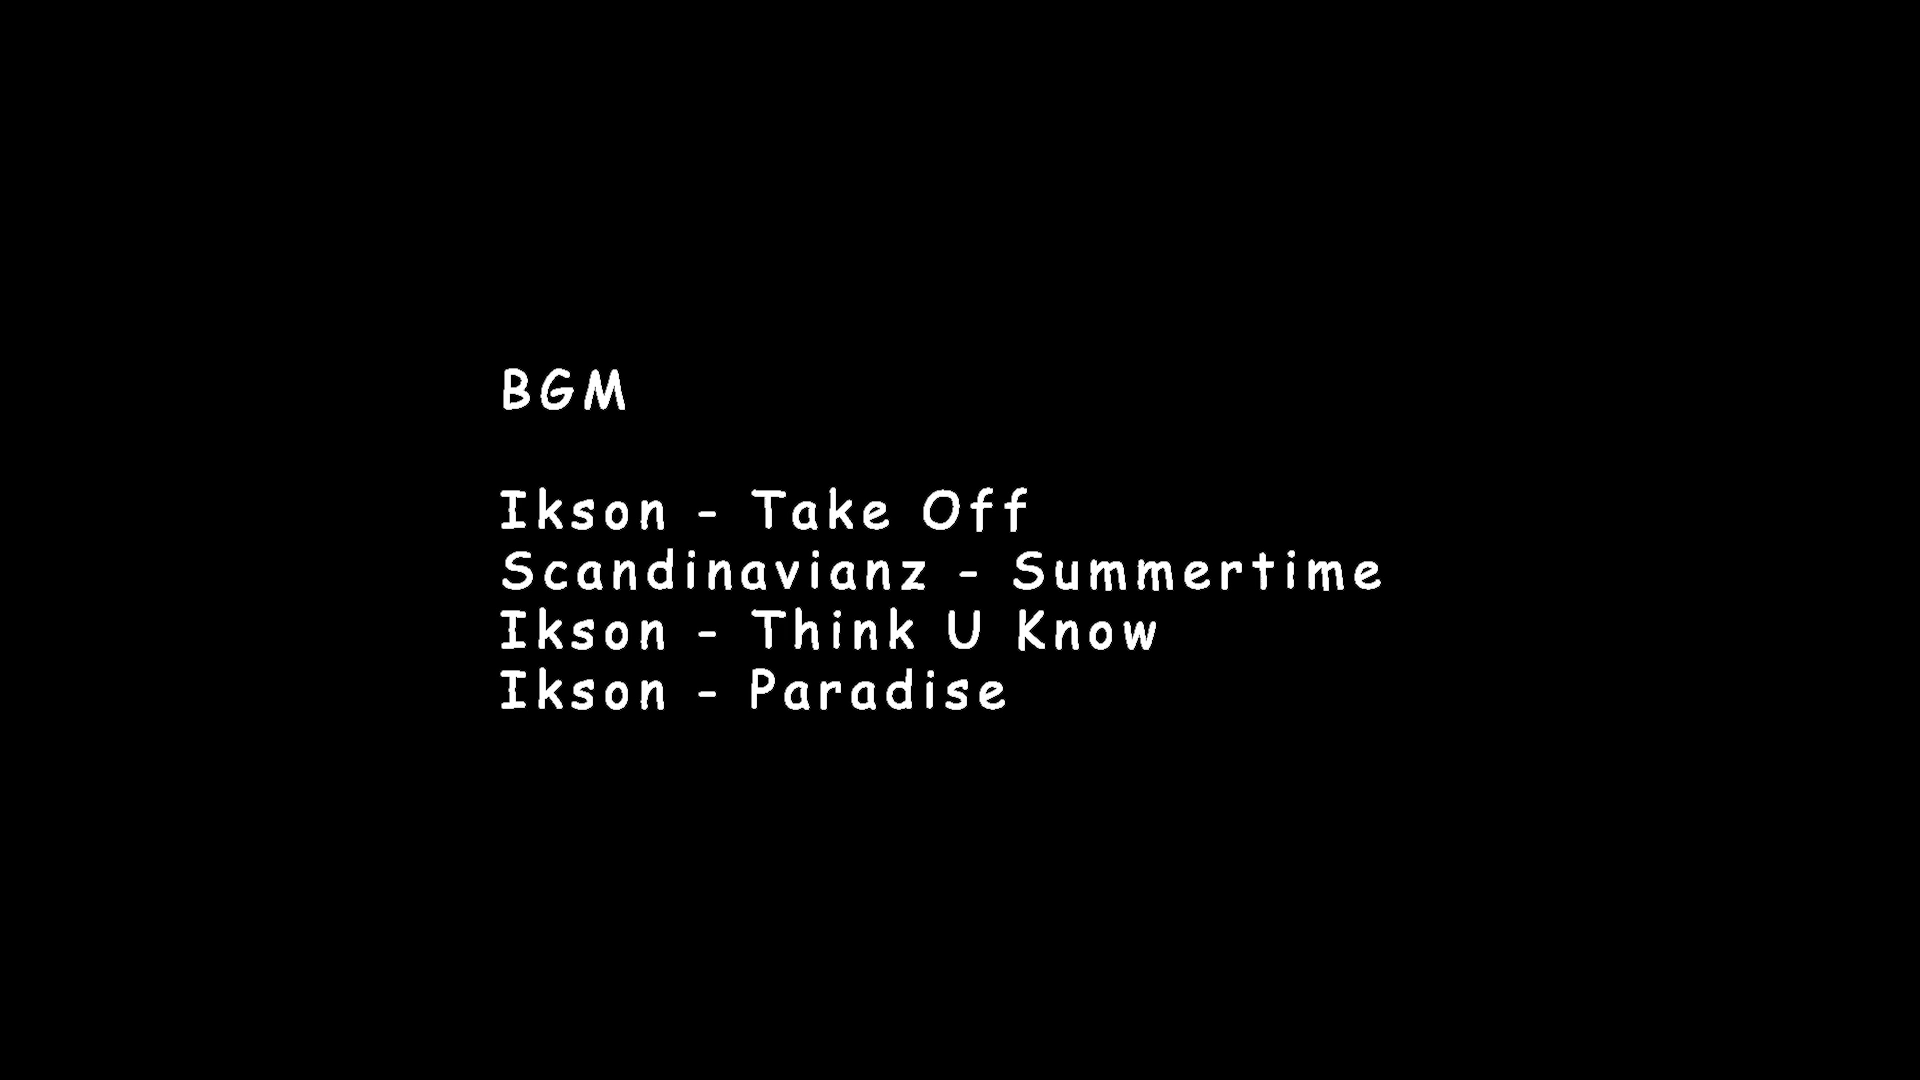 BGM
Ikson - Take Off
Scandinavianz - Summertime
Ikson - Think U Know
Ikson - Paradise